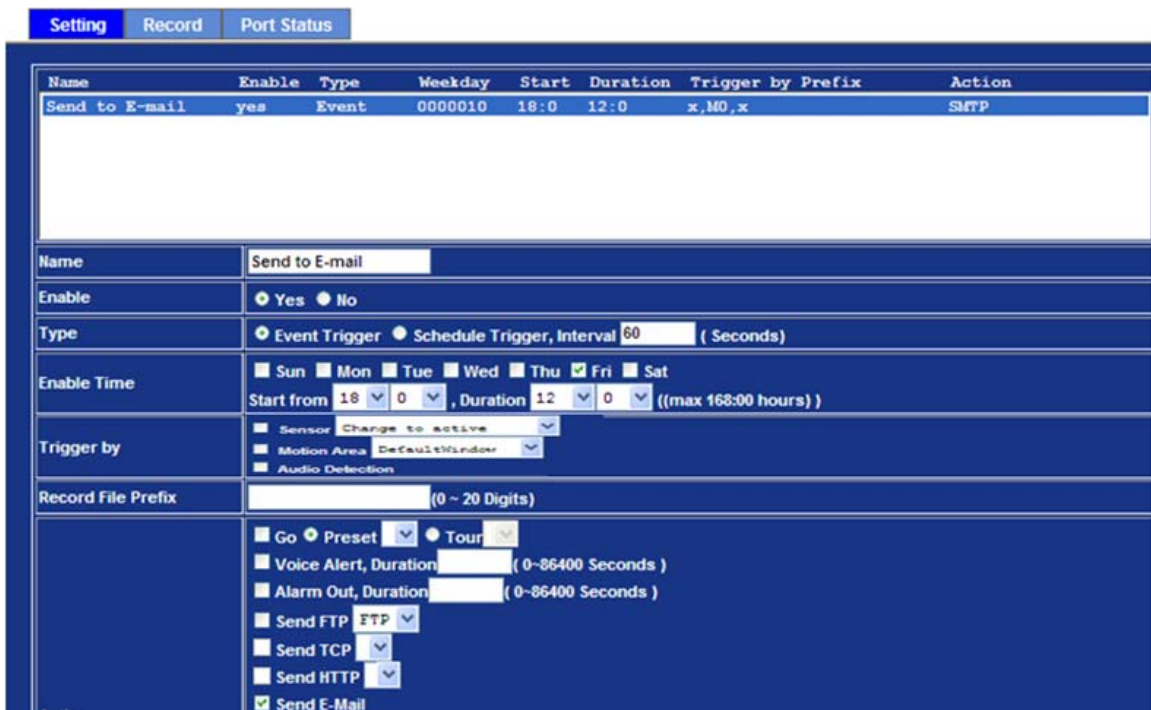 Setting Record Port Status
Name Enable Type Weekday Start Duration Trigger by Prefix Action
Send to E-mail yes Event 0000010 18:0 12:0 x,M0,x SMTP
Name Send to E-mail
Enable Yes No
Type Event Trigger Schedule Trigger, Interval 60 ( Seconds)
Enable Time Sun Mon Tue Wed Thu Fri Sat
Start from 18 0 , Duration 12 0 ((max 168:00 hours) )
Trigger by Sensor Change to active
Motion Area DefaultWindow
Audio Detection
Record File Prefix (0 ~ 20 Digits)
Go Preset Tour
Voice Alert, Duration ( 0~86400 Seconds )
Alarm Out, Duration ( 0~86400 Seconds )
Send FTP FTP
Send TCP
Send HTTP
Send E-Mail